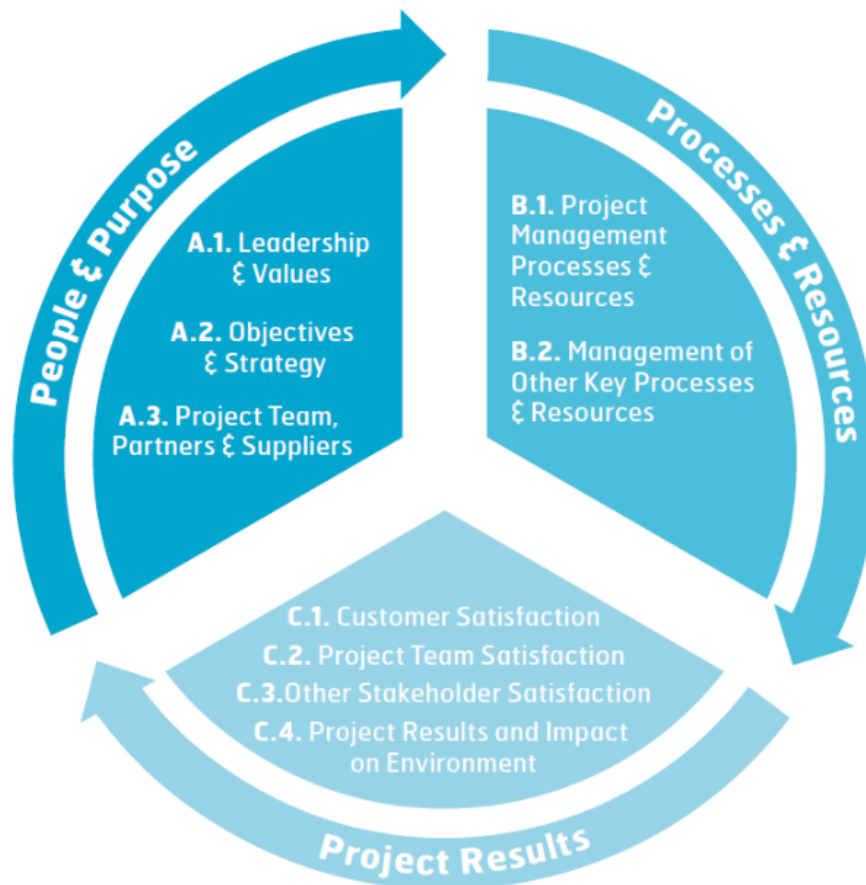 People & Purpose
A.1. Leadership
& Values
A.2. Objectives
& Strategy
A.3. Project Team,
Partners & Suppliers
Processes & Resources
B.1. Project
Management
Processes &
Resources
B.2. Management of
Other Key Processes
& Resources
C.1. Customer Satisfaction
C.2. Project Team Satisfaction
C.3.Other Stakeholder Satisfaction
C.4. Project Results and Impact
on Environment
Project Results